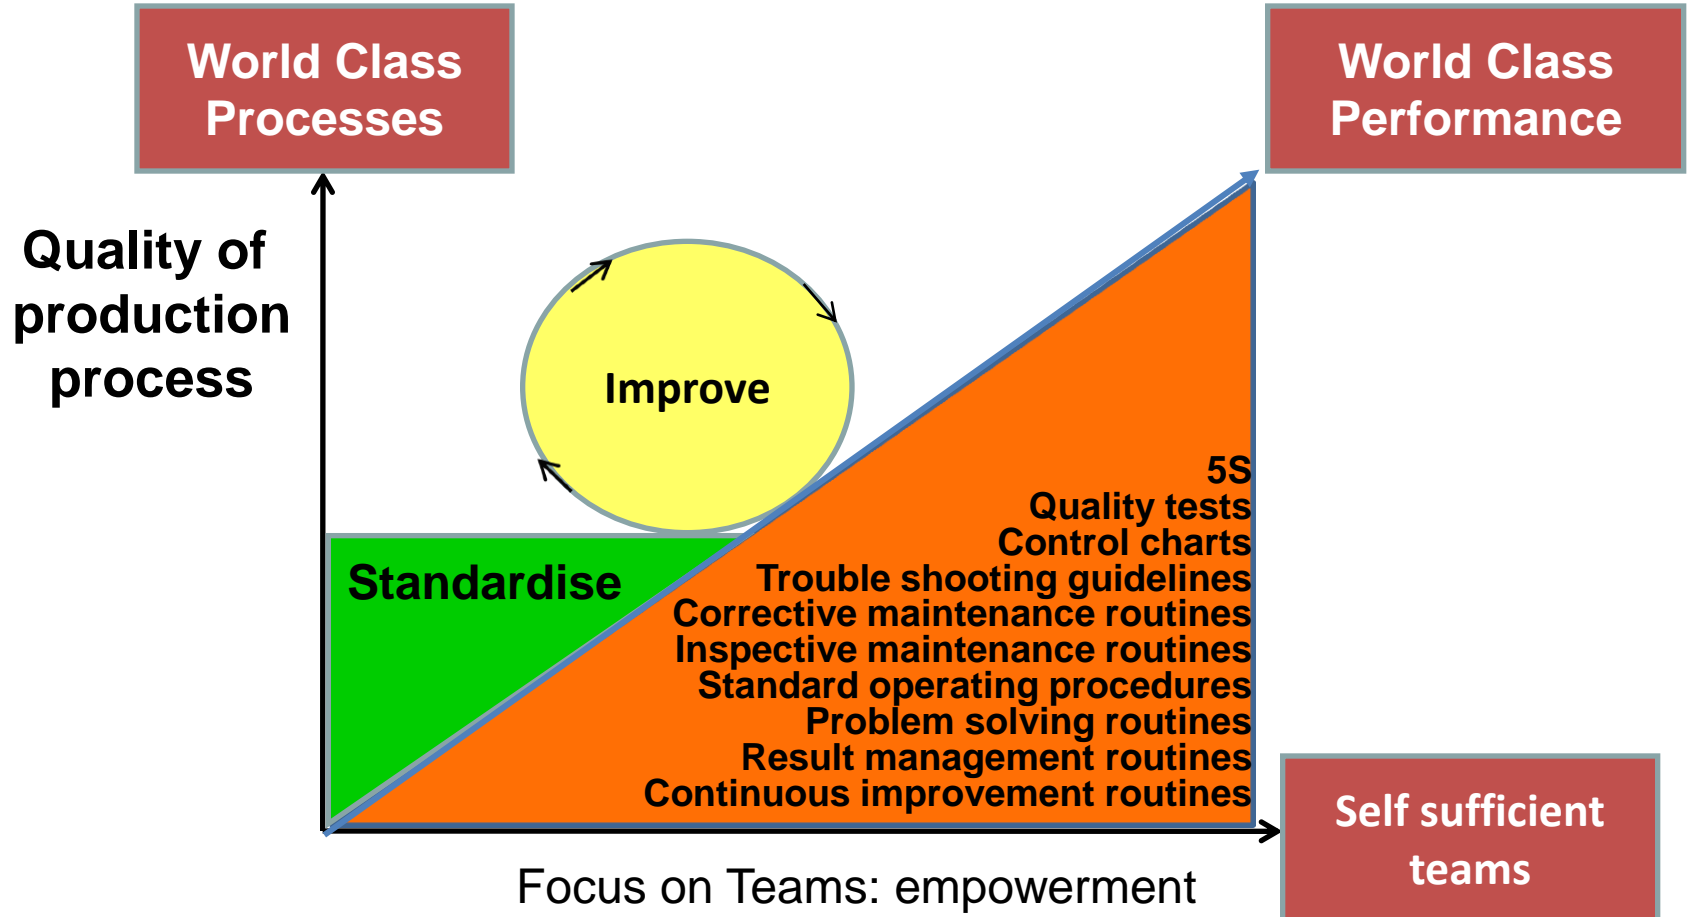 World Class
Processes
World Class
Performance
Quality of
production
process
Improve
Standardise
5S
Quality tests
Control charts
Trouble shooting guidelines
Corrective maintenance routines
Inspective maintenance routines
Standard operating procedures
Problem solving routines
Result management routines
Continuous improvement routines
Self sufficient
teams
Focus on Teams: empowerment